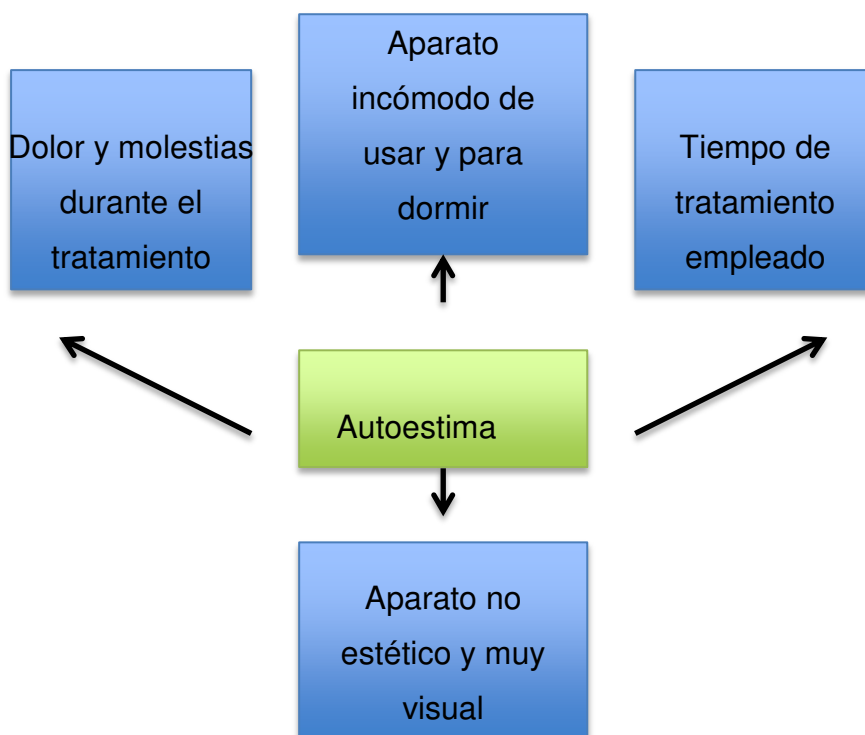 Aparato
incómodo de
usar y para
dormir
Dolor y molestias
durante el
tratamiento
Tiempo de
tratamiento
empleado
Autoestima
Aparato no
estético y muy
visual